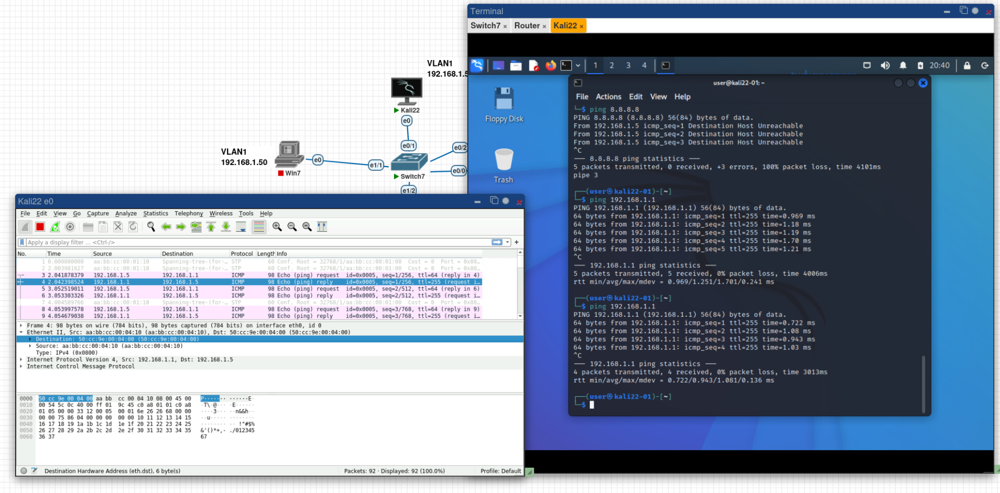 Terminal
Switch7 ×
Router ×
Kali22 ×
1 2 3 4
20:40
Floppy Disk
Trash
user@kali22-01: ~
File Actions Edit View Help
└─$ ping 8.8.8.8
PING 8.8.8.8 (8.8.8.8) 56(84) bytes of data.
From 192.168.1.5 icmp_seq=1 Destination Host Unreachable
From 192.168.1.5 icmp_seq=2 Destination Host Unreachable
From 192.168.1.5 icmp_seq=3 Destination Host Unreachable
^C
── 8.8.8.8 ping statistics ──
5 packets transmitted, 0 received, +3 errors, 100% packet loss, time 4101ms
pipe 3
┌──(user㉿kali22-01)-[~]
└─$ ping 192.168.1.1
PING 192.168.1.1 (192.168.1.1) 56(84) bytes of data.
64 bytes from 192.168.1.1: icmp_seq=1 ttl=255 time=0.969 ms
64 bytes from 192.168.1.1: icmp_seq=2 ttl=255 time=1.18 ms
64 bytes from 192.168.1.1: icmp_seq=3 ttl=255 time=1.19 ms
64 bytes from 192.168.1.1: icmp_seq=4 ttl=255 time=1.70 ms
64 bytes from 192.168.1.1: icmp_seq=5 ttl=255 time=1.21 ms
^C
── 192.168.1.1 ping statistics ──
5 packets transmitted, 5 received, 0% packet loss, time 4006ms
rtt min/avg/max/mdev = 0.969/1.251/1.701/0.241 ms
┌──(user㉿kali22-01)-[~]
└─$ ping 192.168.1.1
PING 192.168.1.1 (192.168.1.1) 56(84) bytes of data.
64 bytes from 192.168.1.1: icmp_seq=1 ttl=255 time=0.722 ms
64 bytes from 192.168.1.1: icmp_seq=2 ttl=255 time=1.08 ms
64 bytes from 192.168.1.1: icmp_seq=3 ttl=255 time=0.943 ms
64 bytes from 192.168.1.1: icmp_seq=4 ttl=255 time=1.03 ms
^C
── 192.168.1.1 ping statistics ──
4 packets transmitted, 4 received, 0% packet loss, time 3013ms
rtt min/avg/max/mdev = 0.722/0.943/1.081/0.136 ms
┌──(user㉿kali22-01)-[~]
└─$
VLAN1
192.168.1.5
Kali22
e0
e0/1
e0/2
VLAN1
192.168.1.50
e0
e1/1
e0/0
Win7
Switch7
e1/2
Kali22 e0
File Edit View Go Capture Analyze Statistics Telephony Wireless Tools Help
Apply a display filter ... <Ctrl-/>
No. Time Source Destination Protocol Length Info
1 0.000000000 aa:bb:cc:00:01:10 Spanning-tree-(for-… STP 60 Conf. Root = 32768/1/aa:bb:cc:00:01:00 Cost = 0 Port = 0x80…
2 2.003981627 aa:bb:cc:00:01:10 Spanning-tree-(for-… STP 60 Conf. Root = 32768/1/aa:bb:cc:00:01:00 Cost = 0 Port = 0x80…
3 2.041878379 192.168.1.5 192.168.1.1 ICMP 98 Echo (ping) request id=0x0005, seq=1/256, ttl=64 (reply in 4)
4 2.042398524 192.168.1.1 192.168.1.5 ICMP 98 Echo (ping) reply id=0x0005, seq=1/256, ttl=255 (request i…
5 3.052519011 192.168.1.5 192.168.1.1 ICMP 98 Echo (ping) request id=0x0005, seq=2/512, ttl=64 (reply in 6)
6 3.053303326 192.168.1.1 192.168.1.5 ICMP 98 Echo (ping) reply id=0x0005, seq=2/512, ttl=255 (request i…
7 4.004589766 aa:bb:cc:00:01:10 Spanning-tree-(for-… STP 60 Conf. Root = 32768/1/aa:bb:cc:00:01:00 Cost = 0 Port = 0x80…
8 4.053997578 192.168.1.5 192.168.1.1 ICMP 98 Echo (ping) request id=0x0005, seq=3/768, ttl=64 (reply in 9)
9 4.054679038 192.168.1.1 192.168.1.5 ICMP 98 Echo (ping) reply id=0x0005, seq=3/768, ttl=255 (request i…
Frame 4: 98 bytes on wire (784 bits), 98 bytes captured (784 bits) on interface eth0, id 0
Ethernet II, Src: aa:bb:cc:00:04:10 (aa:bb:cc:00:04:10), Dst: 50:cc:9e:00:04:00 (50:cc:9e:00:04:00)
Destination: 50:cc:9e:00:04:00 (50:cc:9e:00:04:00)
Source: aa:bb:cc:00:04:10 (aa:bb:cc:00:04:10)
Type: IPv4 (0x0800)
Internet Protocol Version 4, Src: 192.168.1.1, Dst: 192.168.1.5
Internet Control Message Protocol
0000 50 cc 9e 00 04 00 aa bb cc 00 04 10 08 00 45 00 P······· ······E·
0010 00 54 5c 0c 40 00 ff 01 9c 45 c0 a8 01 01 c0 a8 ·T\·@··· ·E······
0020 01 05 00 00 33 12 00 05 00 01 6e 26 26 68 00 00 ····3··· ··n&&h··
0030 00 00 75 86 04 00 00 00 00 00 10 11 12 13 14 15 ··u····· ········
0040 16 17 18 19 1a 1b 1c 1d 1e 1f 20 21 22 23 24 25 ········ ·· !"#$%
0050 26 27 28 29 2a 2b 2c 2d 2e 2f 30 31 32 33 34 35 &'()*+,- ./012345
0060 36 37 67
Destination Hardware Address (eth.dst), 6 byte(s)
Packets: 92 · Displayed: 92 (100.0%)
Profile: Default